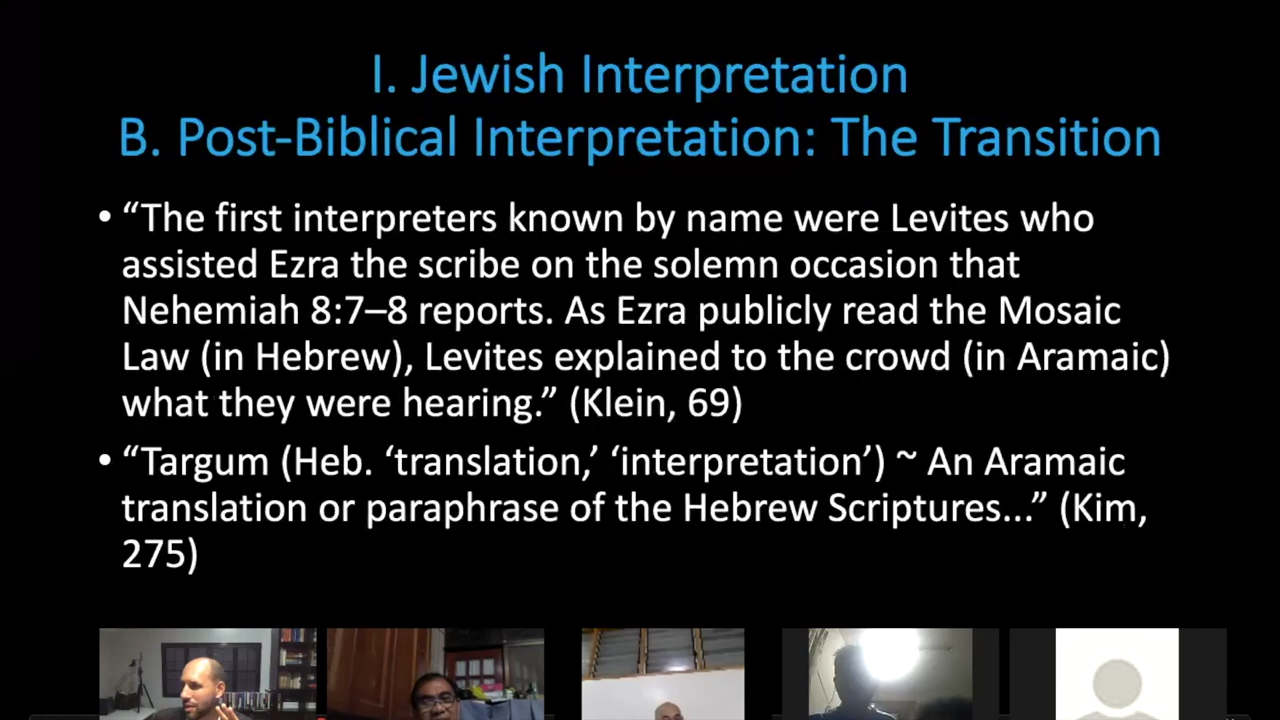 I. Jewish Interpretation
B. Post-Biblical Interpretation: The Transition
• “The first interpreters known by name were Levites who
assisted Ezra the scribe on the solemn occasion that
Nehemiah 8:7–8 reports. As Ezra publicly read the Mosaic
Law (in Hebrew), Levites explained to the crowd (in Aramaic)
what they were hearing.” (Klein, 69)
• “Targum (Heb. ‘translation,’ ‘interpretation’) ~ An Aramaic
translation or paraphrase of the Hebrew Scriptures...” (Kim,
275)